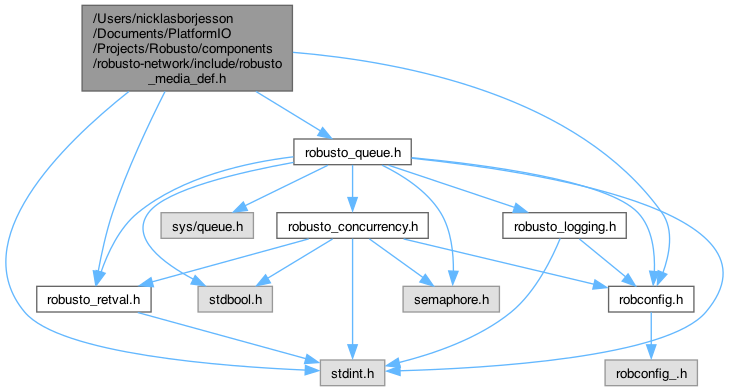 /Users/nicklasborjesson
/Documents/PlatformIO
/Projects/Robusto/components
/robusto-network/include/robusto
_media_def.h
robusto_queue.h
sys/queue.h
robusto_concurrency.h
robusto_logging.h
robusto_retval.h
stdbool.h
semaphore.h
robconfig.h
stdint.h
robconfig_.h